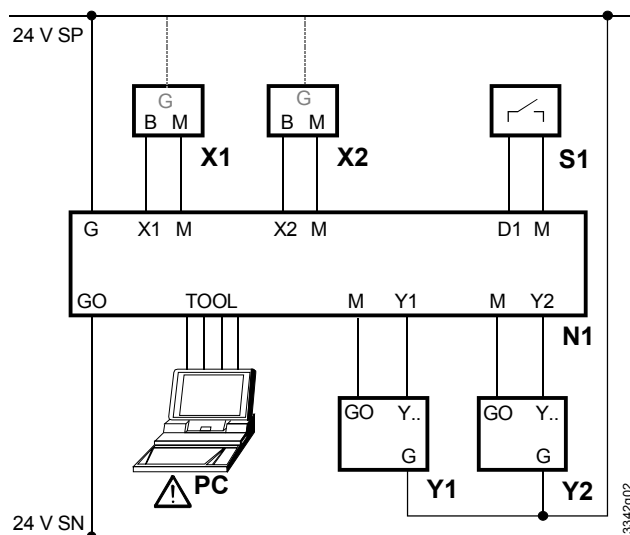 24 V SP
G
B M
X1
G
B M
X2
S1
G X1 M X2 M D1 M
GO TOOL M Y1 M Y2
N1
GO Y..
G
Y1
GO Y..
G
Y2
PC
24 V SN
3342g02